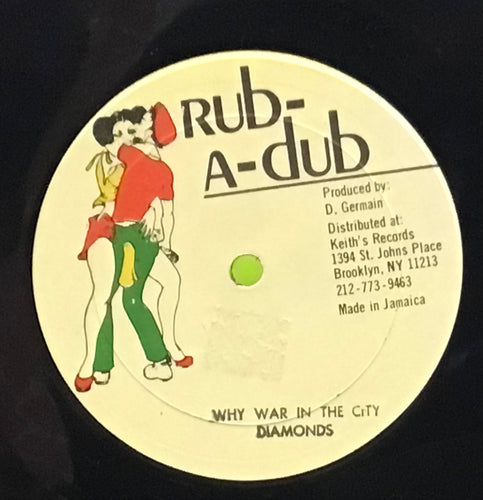 RUb-
A-dub
Produced by:
D. Germain
Distributed at:
Keith's Records
1394 St. Johns Place
Brooklyn, NY 11213
212-773-9463
Made in Jamaica
WHY WAR IN THE CiTY
DIAMONDS